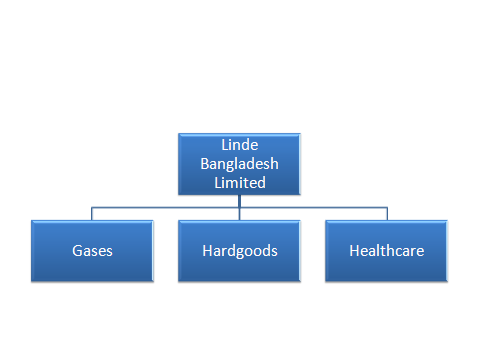 Linde
Bangladesh
Limited
Gases
Hardgoods
Healthcare